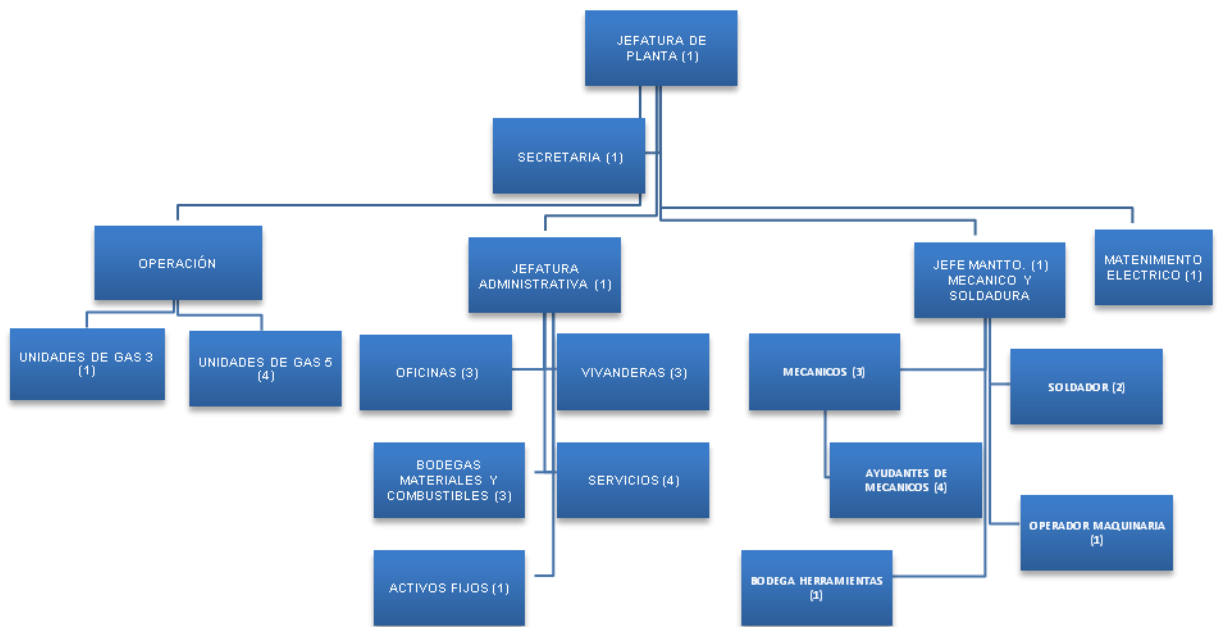 JEFATURA DE
PLANTA (1)
SECRETARIA (1)
OPERACIÓN
JEFATURA
ADMINISTRATIVA (1)
JEFE MANTTO. (1)
MECANICO Y
SOLDADURA
MATENIMIENTO
ELECTRICO (1)
UNIDADES DE GAS 3
(1)
UNIDADES DE GAS 5
(4)
OFICINAS (3)
VIVANDERAS (3)
MECANICOS (3)
SOLDADOR (2)
BODEGAS
MATERIALES Y
COMBUSTIBLES (3)
SERVICIOS (4)
AYUDANTES DE
MECANICOS (4)
OPERADOR MAQUINARIA
(1)
ACTIVOS FIJOS (1)
BODEGA HERRAMIENTAS
(1)